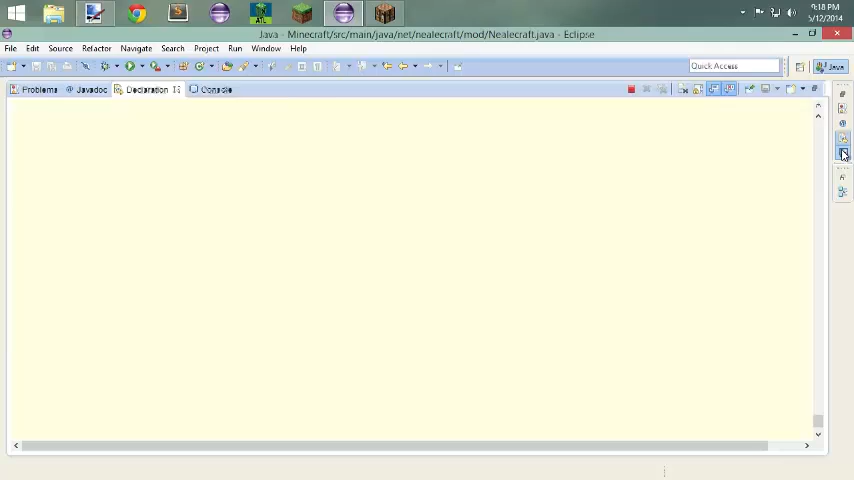 9:18 PM
5/12/2014
Java - Minecraft/src/main/java/net/nealecraft/mod/Nealecraft.java - Eclipse
File Edit Source Refactor Navigate Search Project Run Window Help
Quick Access
Java
Problems @ Javadoc Declaration Console